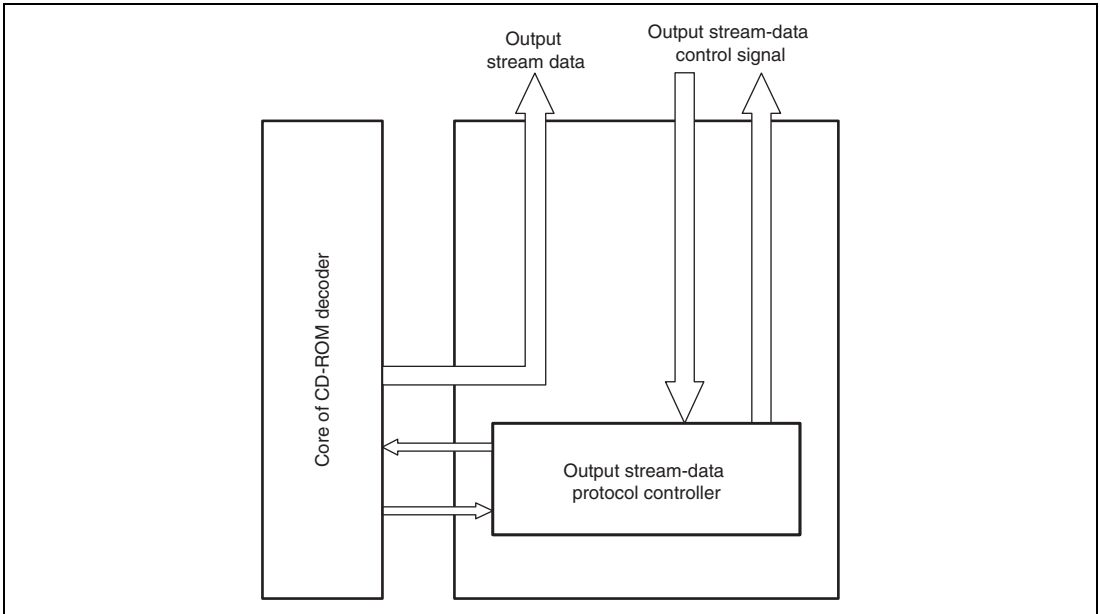 Output
stream data
Output stream-data
control signal
Core of CD-ROM decoder
Output stream-data
protocol controller